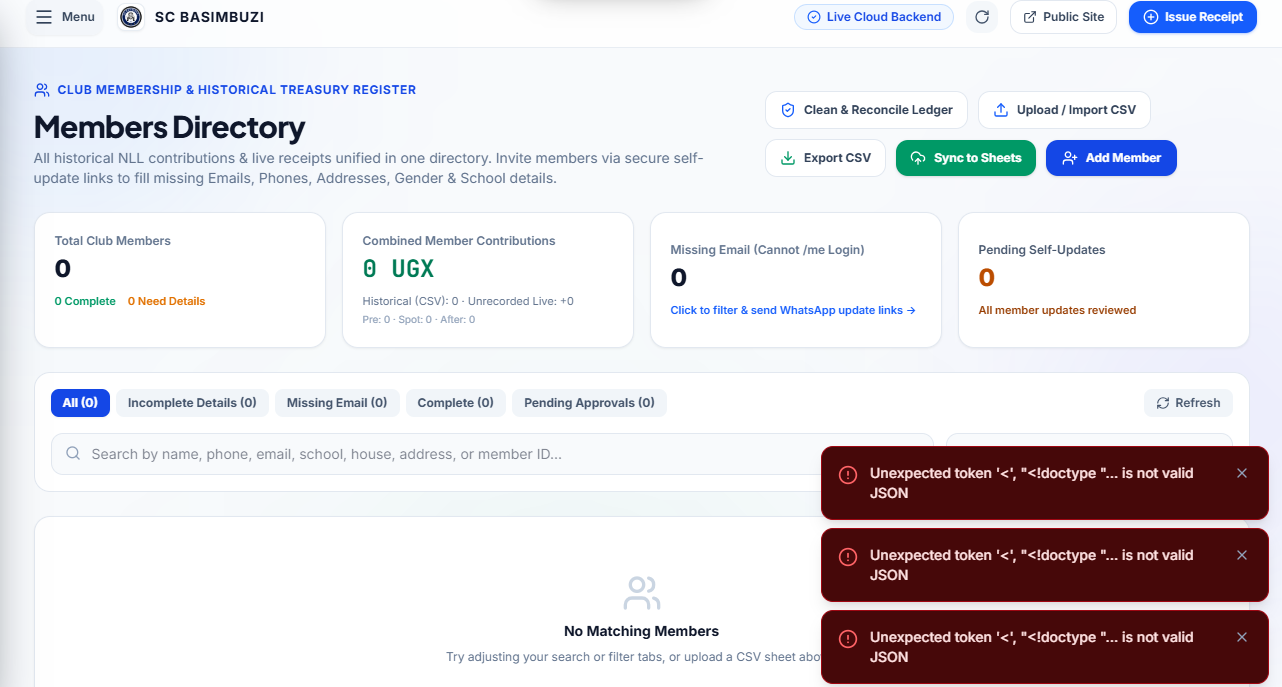 Menu
SC BASIMBUZI
Live Cloud Backend
Public Site
Issue Receipt
CLUB MEMBERSHIP & HISTORICAL TREASURY REGISTER
Members Directory
All historical NLL contributions & live receipts unified in one directory. Invite members via secure self-
update links to fill missing Emails, Phones, Addresses, Gender & School details.
Clean & Reconcile Ledger
Upload / Import CSV
Export CSV
Sync to Sheets
Add Member
Total Club Members
0
0 Complete 0 Need Details
Combined Member Contributions
0 UGX
Historical (CSV): 0 · Unrecorded Live: +0
Pre: 0 · Spot: 0 · After: 0
Missing Email (Cannot /me Login)
0
Click to filter & send WhatsApp update links →
Pending Self-Updates
0
All member updates reviewed
All (0)
Incomplete Details (0)
Missing Email (0)
Complete (0)
Pending Approvals (0)
Refresh
Search by name, phone, email, school, house, address, or member ID...
Unexpected token '<', "<!doctype "... is not valid
JSON
Unexpected token '<', "<!doctype "... is not valid
JSON
Unexpected token '<', "<!doctype "... is not valid
JSON
No Matching Members
Try adjusting your search or filter tabs, or upload a CSV sheet